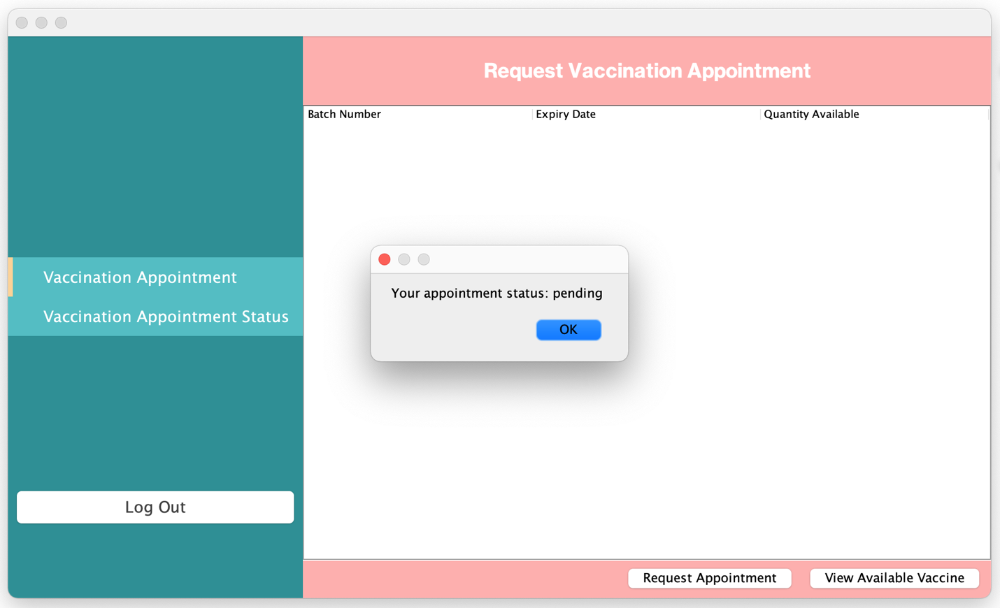 Request Vaccination Appointment
Batch Number Expiry Date Quantity Available
Vaccination Appointment
Vaccination Appointment Status
Your appointment status: pending
OK
Log Out
Request Appointment View Available Vaccine